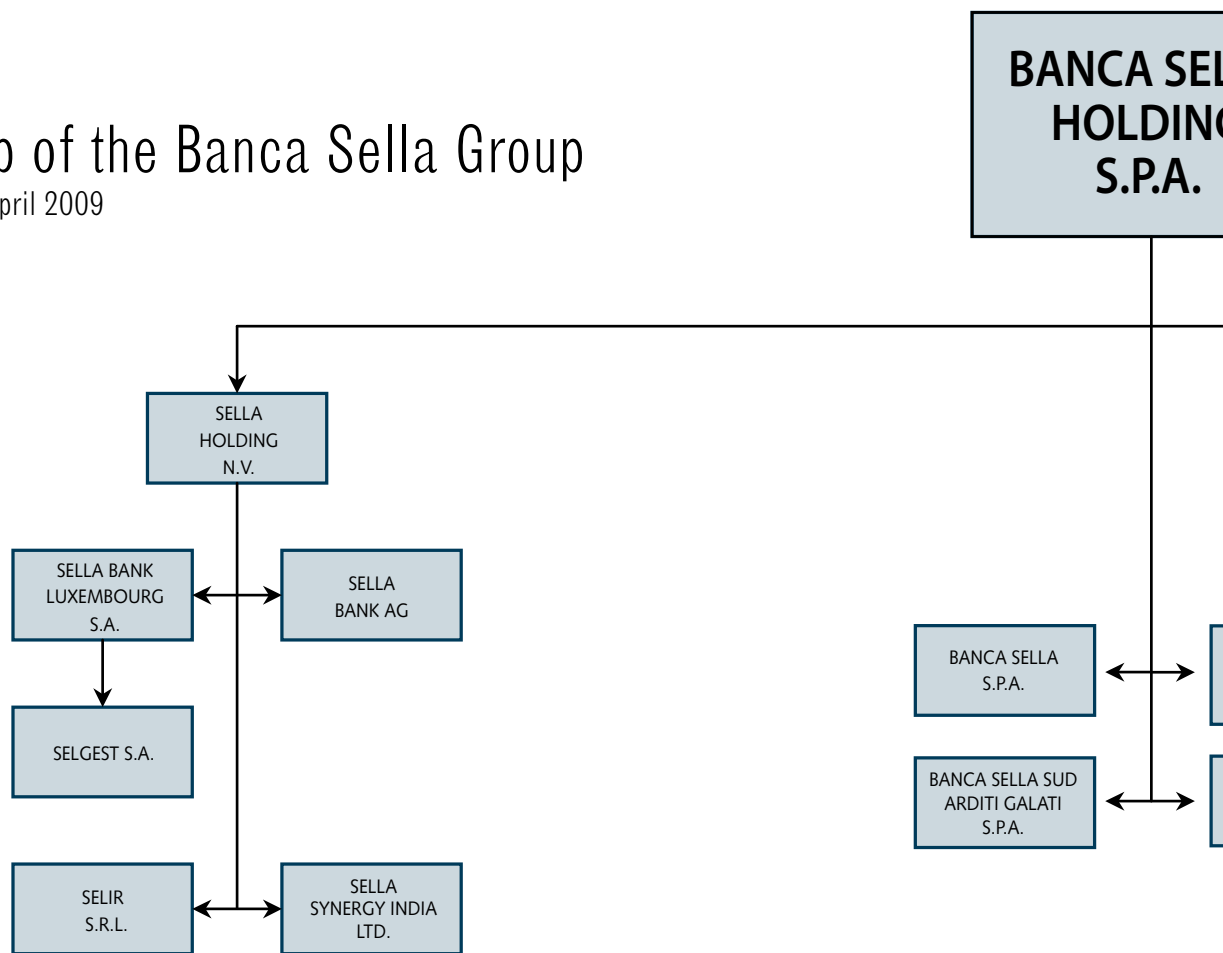 p of the Banca Sella Group
pril 2009
BANCA SEL
HOLDING
S.P.A.
SELLA
HOLDING
N.V.
SELLA BANK
LUXEMBOURG
S.A.
SELLA
BANK AG
SELGEST S.A.
SELIR
S.R.L.
SELLA
SYNERGY INDIA
LTD.
BANCA SELLA
S.P.A.
BANCA SELLA SUD
ARDITI GALATI
S.P.A.